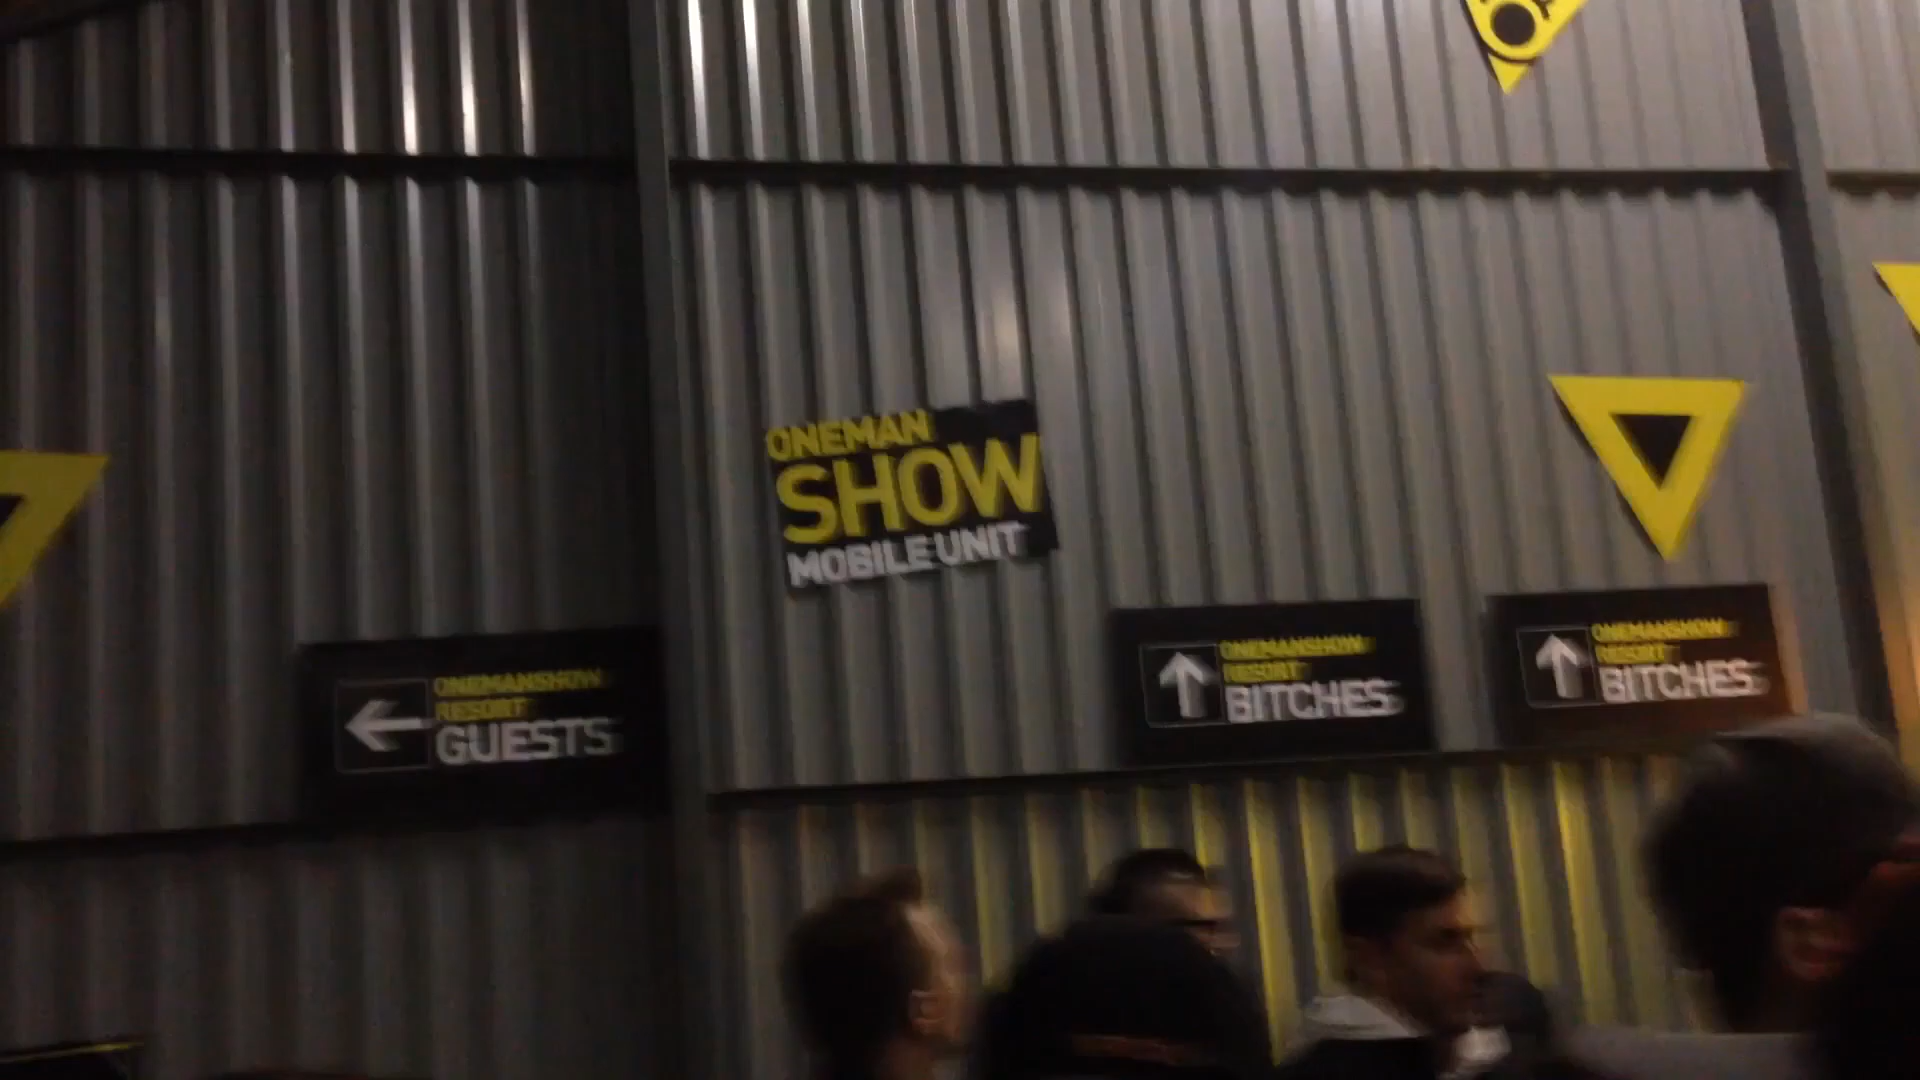 ONEMAN
SHOW
MOBILE UNIT
ONEMANSHOW
RESORT
GUESTS
ONEMANSHOW
RESORT
BITCHES
ONEMANSHOW
RESORT
BITCHES